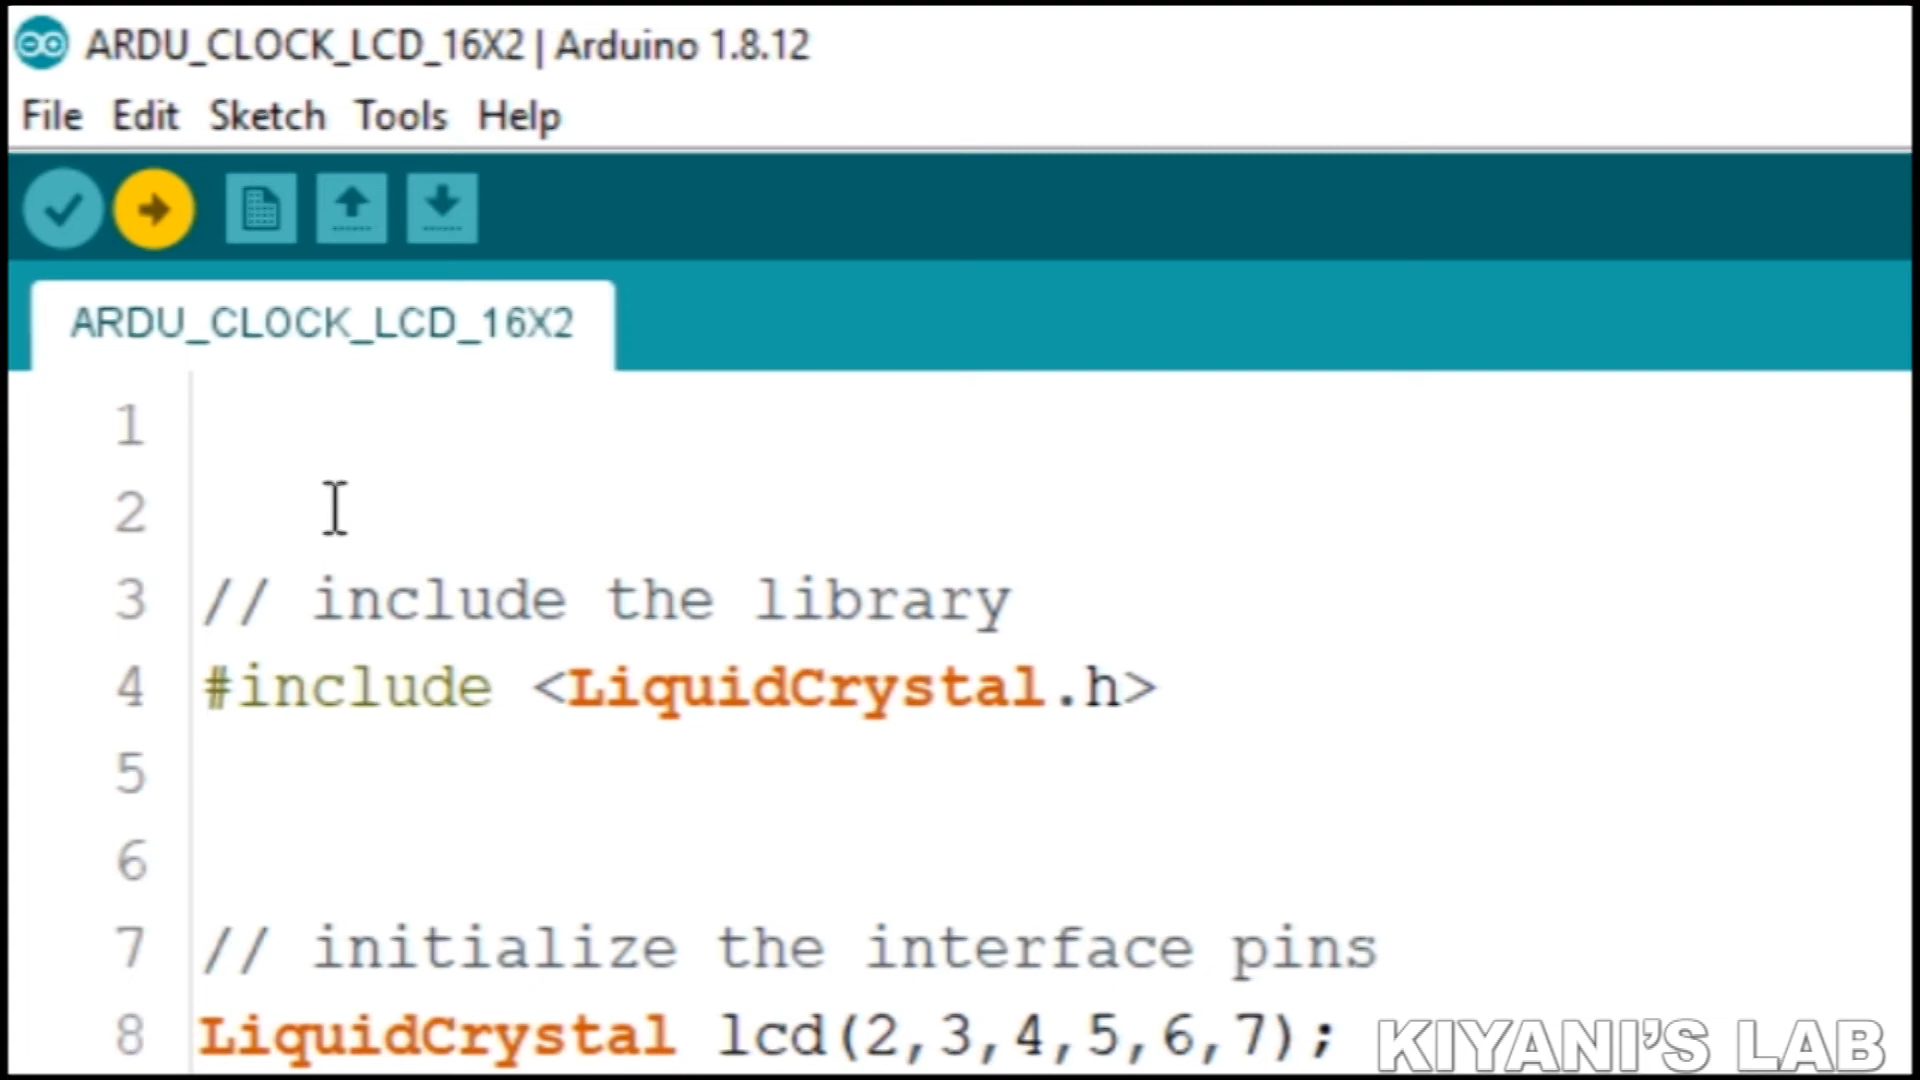 ARDU_CLOCK_LCD_16X2 | Arduino 1.8.12
File Edit Sketch Tools Help
ARDU_CLOCK_LCD_16X2
1
2
3 // include the library
4 #include <LiquidCrystal.h>
5
6
7 // initialize the interface pins
8 LiquidCrystal lcd(2,3,4,5,6,7);
KIYANI'S LAB